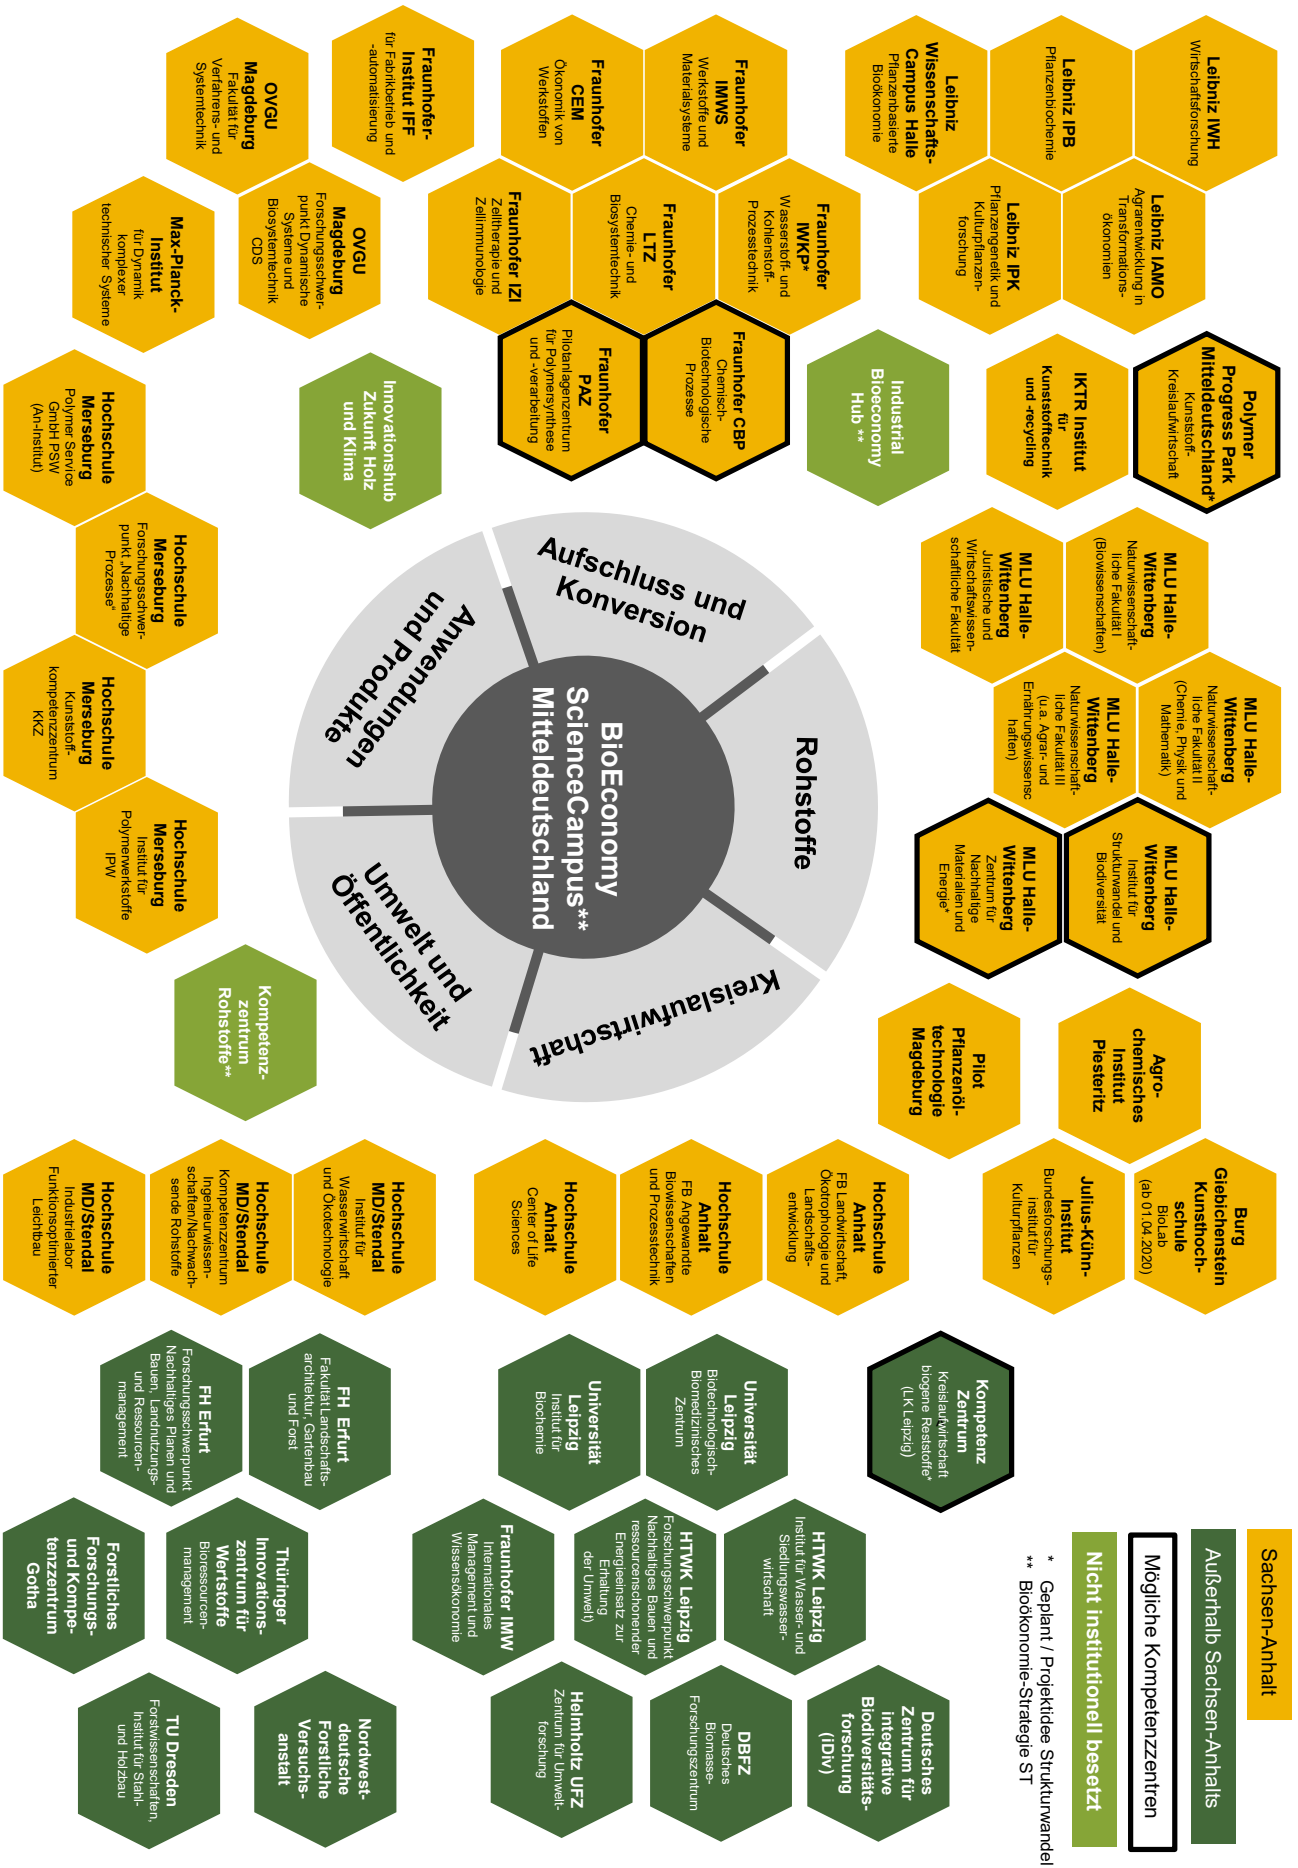 Leibniz IWH
Wirtschaftsforschung
Leibniz IAMO
Agrarentwicklung in
Transformations-
ökonomien
Leibniz IPB
Pflanzenbiochemie
Leibniz IPK
Pflanzengenetik und
Kulturpflanzen-
forschung
Leibniz
Wissenschafts-
Campus Halle
Pflanzenbasierte
Bioökonomie
Polymer
Progress Park
Mitteldeutschland*
Kunststoff-
Kreislaufwirtschaft
IKTR Institut
für
Kunststofftechnik
und -recycling
MLU Halle-
Wittenberg
Naturwissenschaft-
liche Fakultät II
(Chemie, Physik und
Mathematik)
MLU Halle-
Wittenberg
Naturwissenschaft-
liche Fakultät I
(Biowissenschaften)
MLU Halle-
Wittenberg
Institut für
Strukturwandel und
Biodiversität
MLU Halle-
Wittenberg
Naturwissenschaft-
liche Fakultät III
(u.a. Agrar- und
Ernährungswissensc
haften)
MLU Halle-
Wittenberg
Juristische und
Wirtschaftswissen-
schaftliche Fakultät
MLU Halle-
Wittenberg
Zentrum für
Nachhaltige
Materialien und
Energie*
Burg
Giebichenstein
Kunsthoch-
schule
BioLab
(ab 01.04.2020)
Agro-
chemisches
Institut
Piesteritz
Julius-Kühn-
Institut
Bundesforschungs-
institut für
Kulturpflanzen
Pilot
Pflanzenöl-
technologie
Magdeburg
Sachsen-Anhalt
Außerhalb Sachsen-Anhalts
Mögliche Kompetenzzentren
Nicht institutionell besetzt
* Geplant / Projektidee Strukturwandel
** Bioökonomie-Strategie ST
Fraunhofer
IWKP*
Wasserstoff- und
Kohlenstoff-
Prozesstechnik
Fraunhofer
IMWS
Werkstoffe und
Materialsysteme
Fraunhofer CBP
Chemisch-
Biotechnologische
Prozesse
Fraunhofer
LTZ
Chemie- und
Biosystemtechnik
Fraunhofer
CEM
Ökonomik von
Werkstoffen
Fraunhofer
PAZ
Pilotanlagenzentrum
für Polymersynthese
und -verarbeitung
Fraunhofer IZI
Zelltherapie und
Zellimmunologie
Industrial
Bioeconomy
Hub **
Rohstoffe
Aufschluss und
Konversion
Kreislaufwirtschaft
BioEconomy
ScienceCampus**
Mitteldeutschland
Anwendungen
und Produkte
Umwelt und
Öffentlichkeit
Hochschule
Anhalt
FB Landwirtschaft,
Ökotrophologie und
Landschafts-
entwicklung
Hochschule
Anhalt
FB Angewandte
Biowissenschaften
und Prozesstechnik
Hochschule
Anhalt
Center of Life
Sciences
Kompetenz
Zentrum
Kreislaufwirtschaft
biogene Reststoffe*
(LK Leipzig)
Deutsches
Zentrum für
integrative
Biodiversitäts-
forschung
(iDiv)
HTWK Leipzig
Institut für Wasser- und
Siedlungswasser-
wirtschaft
Universität
Leipzig
Biotechnologisch-
Biomedizinisches
Zentrum
DBFZ
Deutsches
Biomasse-
Forschungszentrum
HTWK Leipzig
Forschungsschwerpunkt
Nachhaltiges Bauen und
ressourcenschonender
Energieeinsatz zur
Erhaltung
der Umwelt)
Universität
Leipzig
Institut für
Biochemie
Helmholtz UFZ
Zentrum für Umwelt-
forschung
Fraunhofer IMW
Internationales
Management und
Wissensökonomie
Fraunhofer-
Institut IFF
für Fabrikbetrieb und
-automatisierung
OVGU
Magdeburg
Forschungsschwer-
punkt Dynamische
Systeme und
Biosystemtechnik
CDS
OVGU
Magdeburg
Fakultät für
Verfahrens- und
Systemtechnik
Max-Planck-
Institut
für Dynamik
komplexer
technischer Systeme
Innovationshub
Zukunft Holz
und Klima
Kompetenz-
zentrum
Rohstoffe**
Hochschule
Merseburg
Polymer Service
GmbH PSW
(An-Institut)
Hochschule
Merseburg
Forschungsschwer-
punkt „Nachhaltige
Prozesse“
Hochschule
Merseburg
Kunststoff-
kompetenzzentrum
KKZ
Hochschule
Merseburg
Institut für
Polymerwerkstoffe
IPW
Hochschule
MD/Stendal
Institut für
Wasserwirtschaft
und Ökotechnologie
Hochschule
MD/Stendal
Kompetenzzentrum
Ingenieurwissen-
schaften/Nachwach-
sende Rohstoffe
Hochschule
MD/Stendal
Industrielabor
Funktionsoptimierter
Leichtbau
FH Erfurt
Fakultät Landschafts-
architektur, Gartenbau
und Forst
FH Erfurt
Forschungsschwerpunkt
Nachhaltiges Planen und
Bauen, Landnutzungs-
und Ressourcen-
management
Nordwest-
deutsche
Forstliche
Versuchs-
anstalt
Thüringer
Innovations-
zentrum für
Wertstoffe
Bioressourcen-
management
TU Dresden
Forstwissenschaften,
Institut für Stahl-
und Holzbau
Forstliches
Forschungs-
und Kompe-
tenzzentrum
Gotha